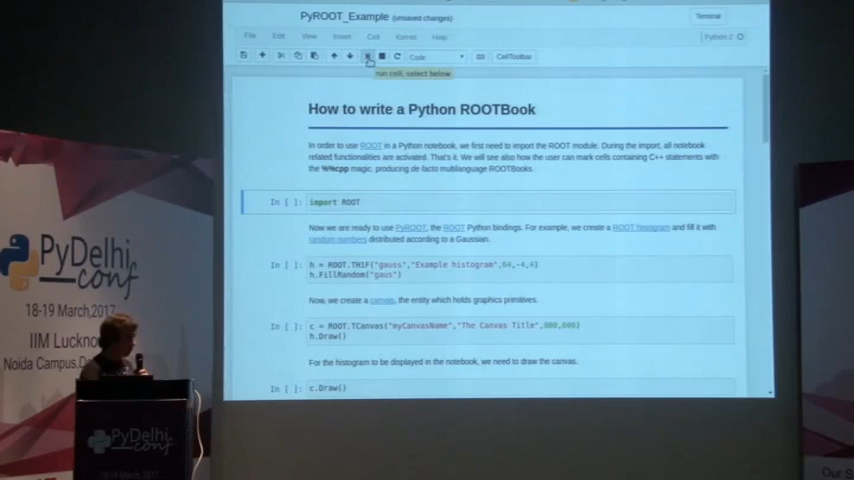 PyROOT_Example (unsaved changes)
Terminal
File Edit View Insert Cell Kernel Help
Python 2
Code
CellToolbar
run cell, select below
How to write a Python ROOTBook
In order to use ROOT in a Python notebook, we first need to import the ROOT module. During the import, all notebook
related functionalities are activated. That's it. We will see also how the user can mark cells containing C++ statements with
the %%cpp magic, producing de facto multilanguage ROOTBooks.
In [ ]: import ROOT
Now we are ready to use PyROOT, the ROOT Python bindings. For example, we create a ROOT histogram and fill it with
random numbers distributed according to a Gaussian.
In [ ]: h = ROOT.TH1F("gauss","Example histogram",64,-4,4)
h.FillRandom("gaus")
Now, we create a canvas, the entity which holds graphics primitives.
In [ ]: c = ROOT.TCanvas("myCanvasName","The Canvas Title",800,600)
h.Draw()
For the histogram to be displayed in the notebook, we need to draw the canvas.
In [ ]: c.Draw()
PyDelhi
conf
18-19 March,2017
IIM Luckno
Noida Campus,D
PyDelhi
conf
18-19 March, 2017
Our S